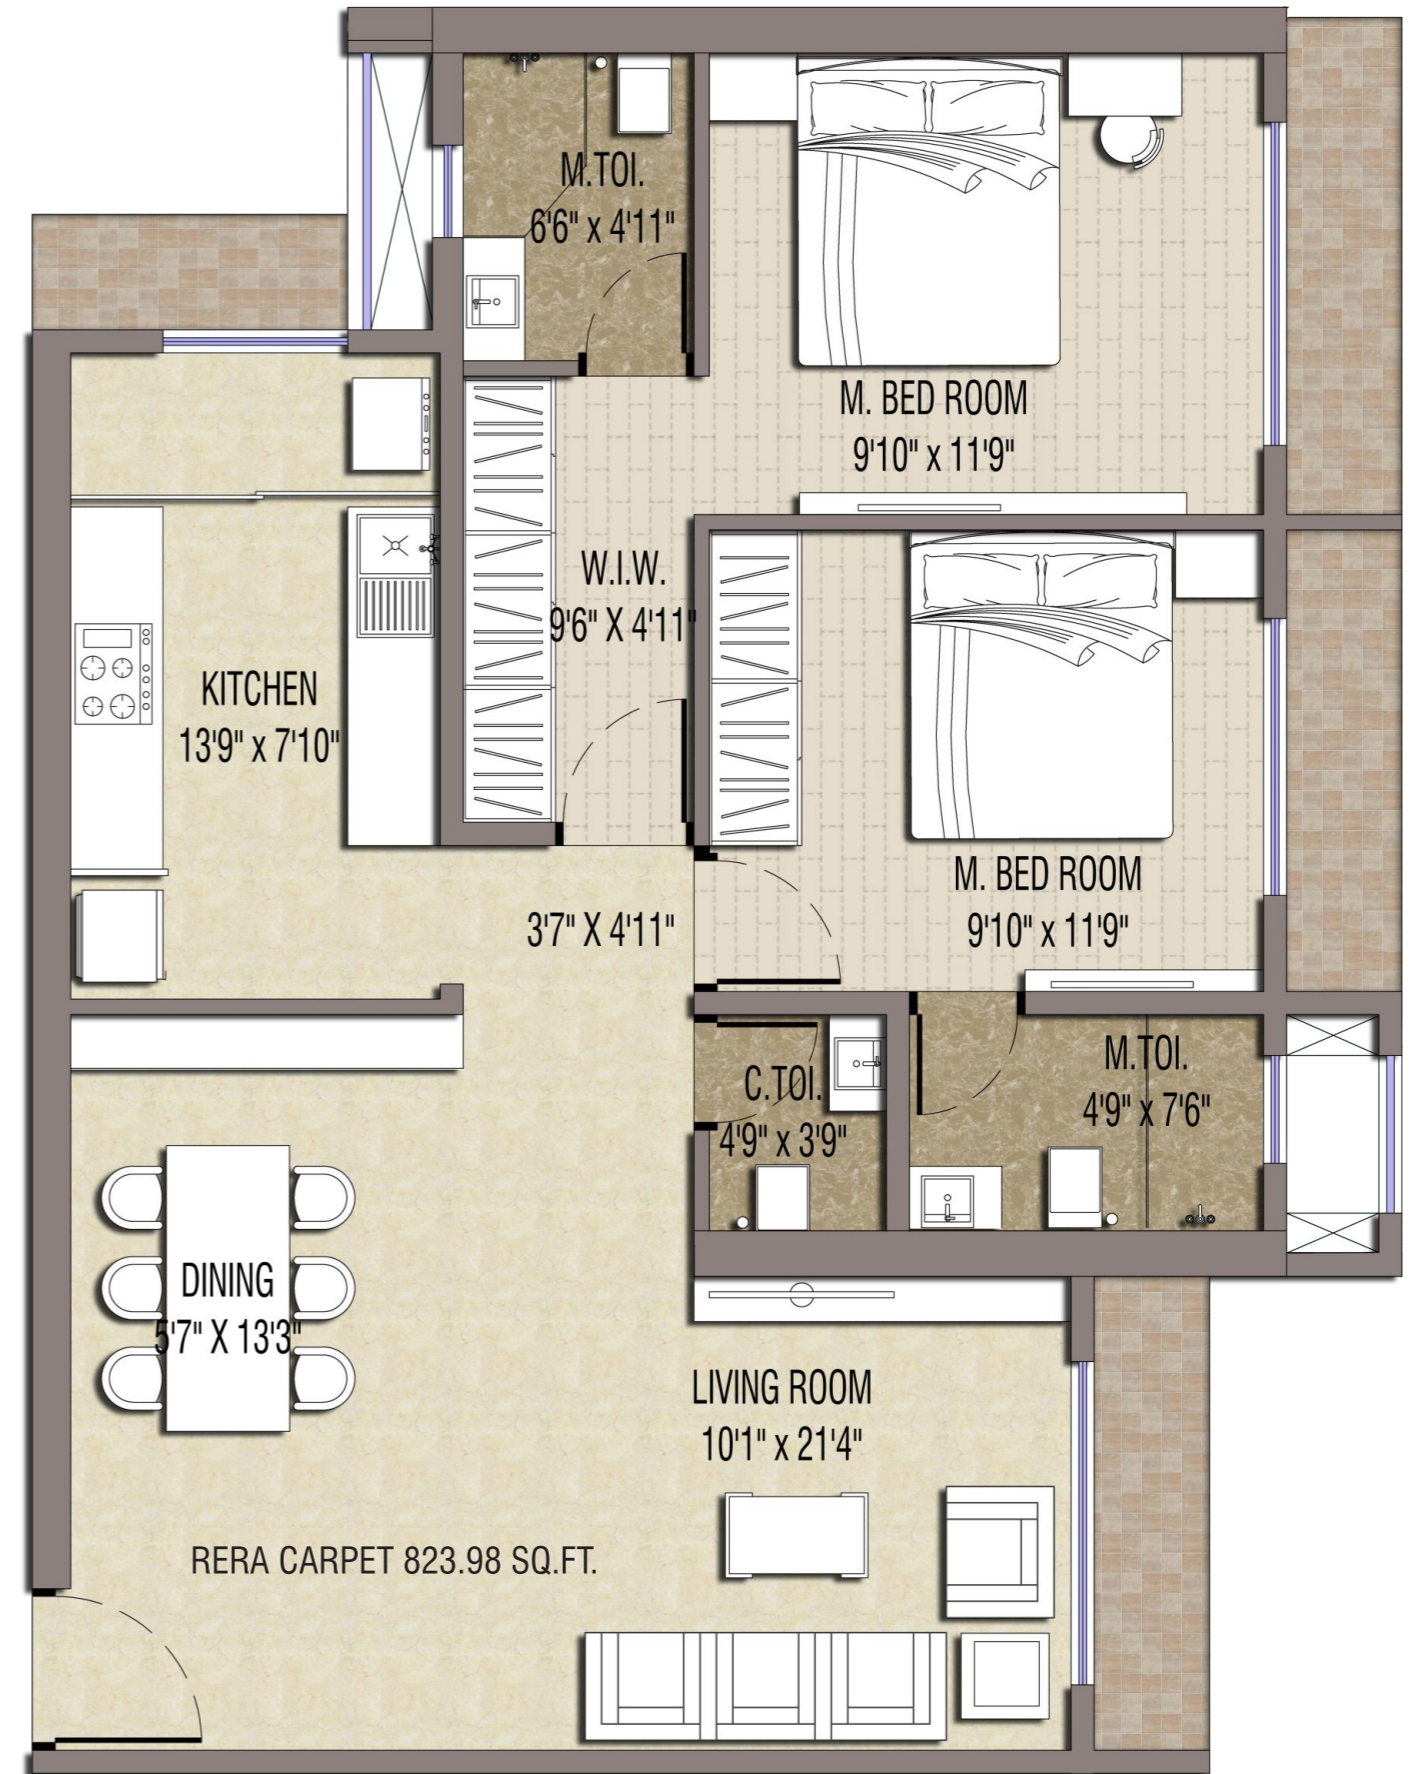 M.TOI.
6'6" x 4'11"
M. BED ROOM
9'10" x 11'9"
W.I.W.
9'6" X 4'11"
KITCHEN
13'9" x 7'10"
M. BED ROOM
9'10" x 11'9"
3'7" X 4'11"
M.TOI.
4'9" x 7'6"
C.TOI.
4'9" x 3'9"
DINING
5'7" X 13'3"
LIVING ROOM
10'1" x 21'4"
RERA CARPET 823.98 SQ.FT.